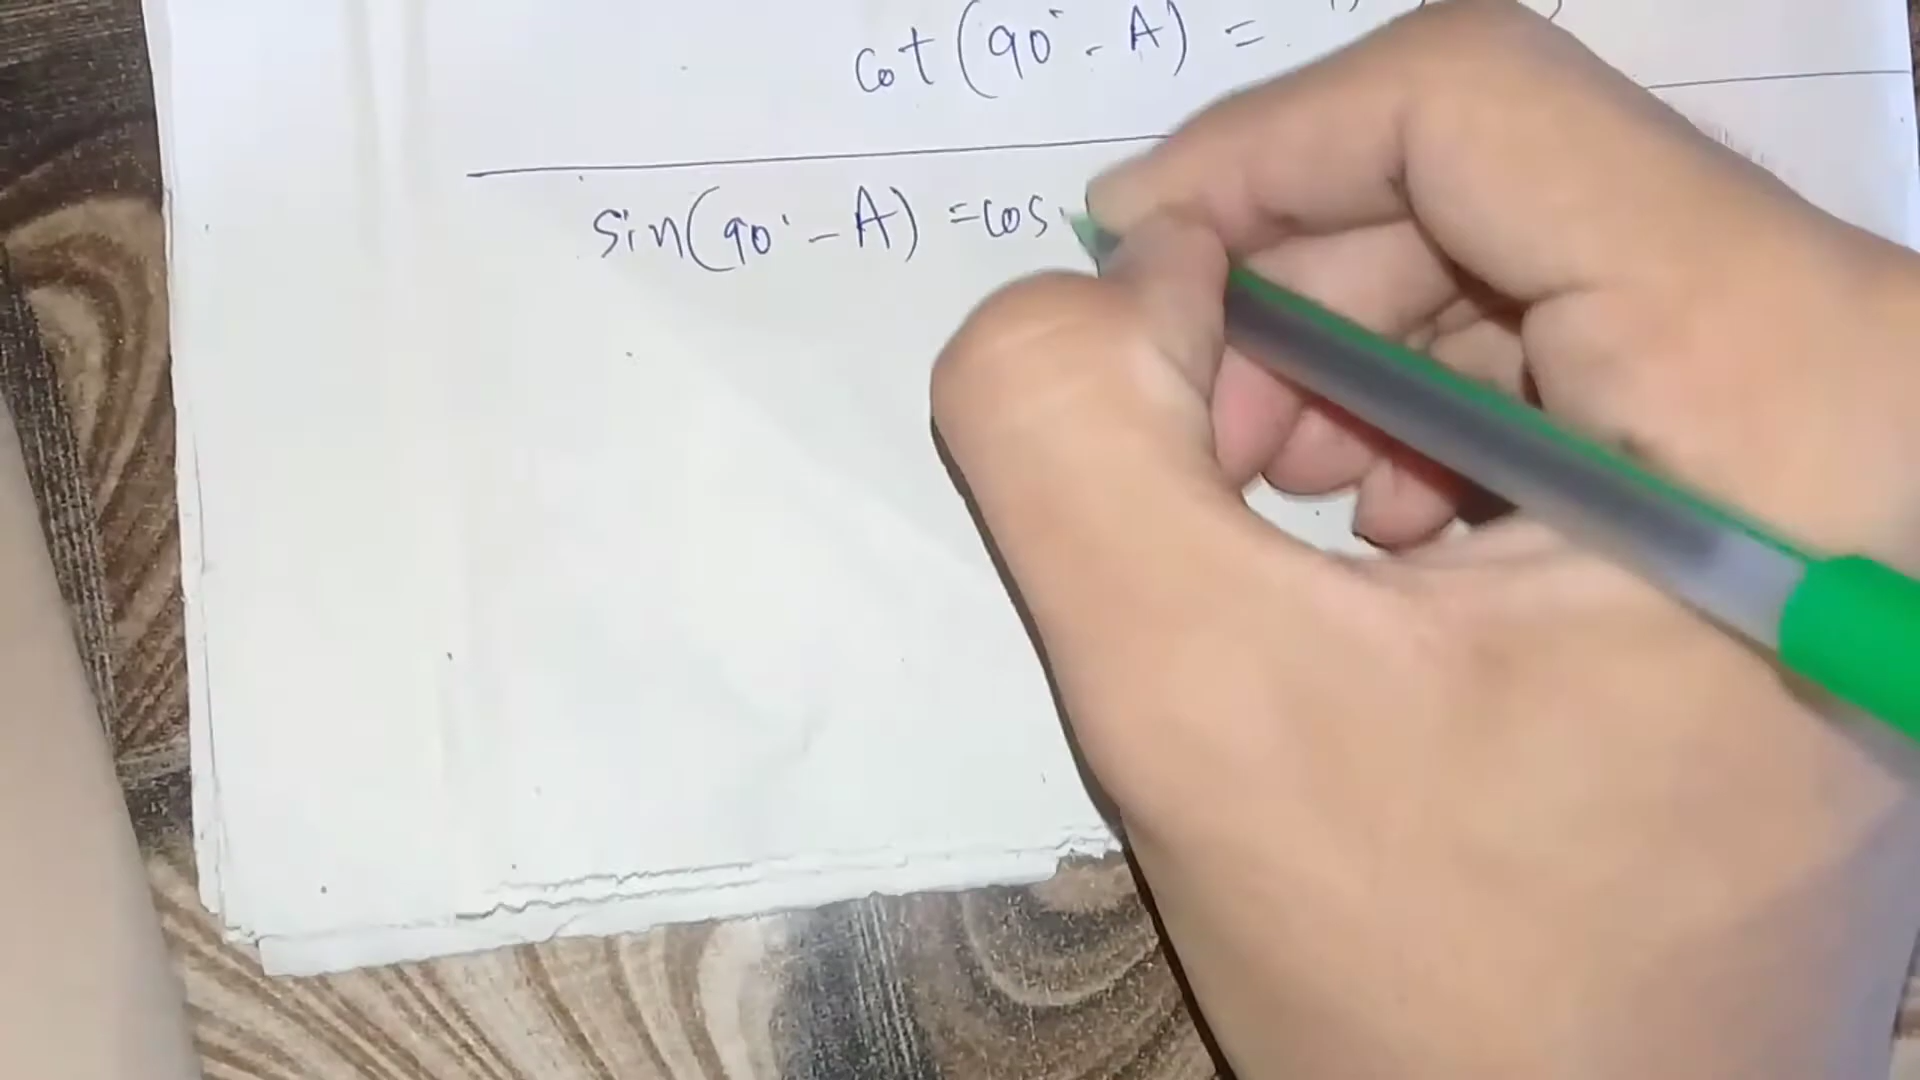 cot (90° - A) =
sin (90° - A) = cos